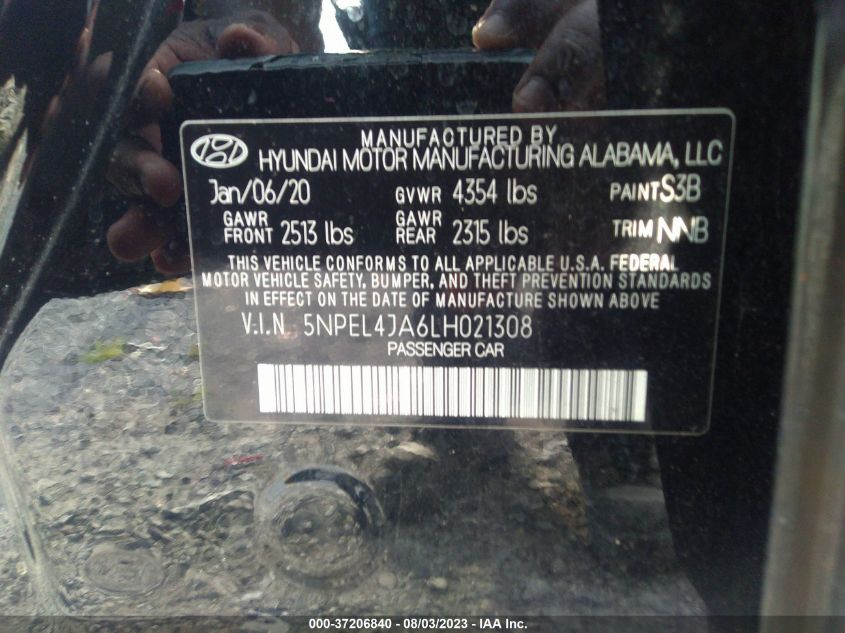 MANUFACTURED BY
HYUNDAI MOTOR MANUFACTURING ALABAMA, LLC
Jan/06/20 GVWR 4354 lbs PAINT S3B
GAWR FRONT 2513 lbs GAWR REAR 2315 lbs TRIM NNB
THIS VEHICLE CONFORMS TO ALL APPLICABLE U.S.A. FEDERAL
MOTOR VEHICLE SAFETY, BUMPER, AND THEFT PREVENTION STANDARDS
IN EFFECT ON THE DATE OF MANUFACTURE SHOWN ABOVE
V.I.N. 5NPEL4JA6LH021308
PASSENGER CAR
000-37206840 - 08/03/2023 - IAA Inc.